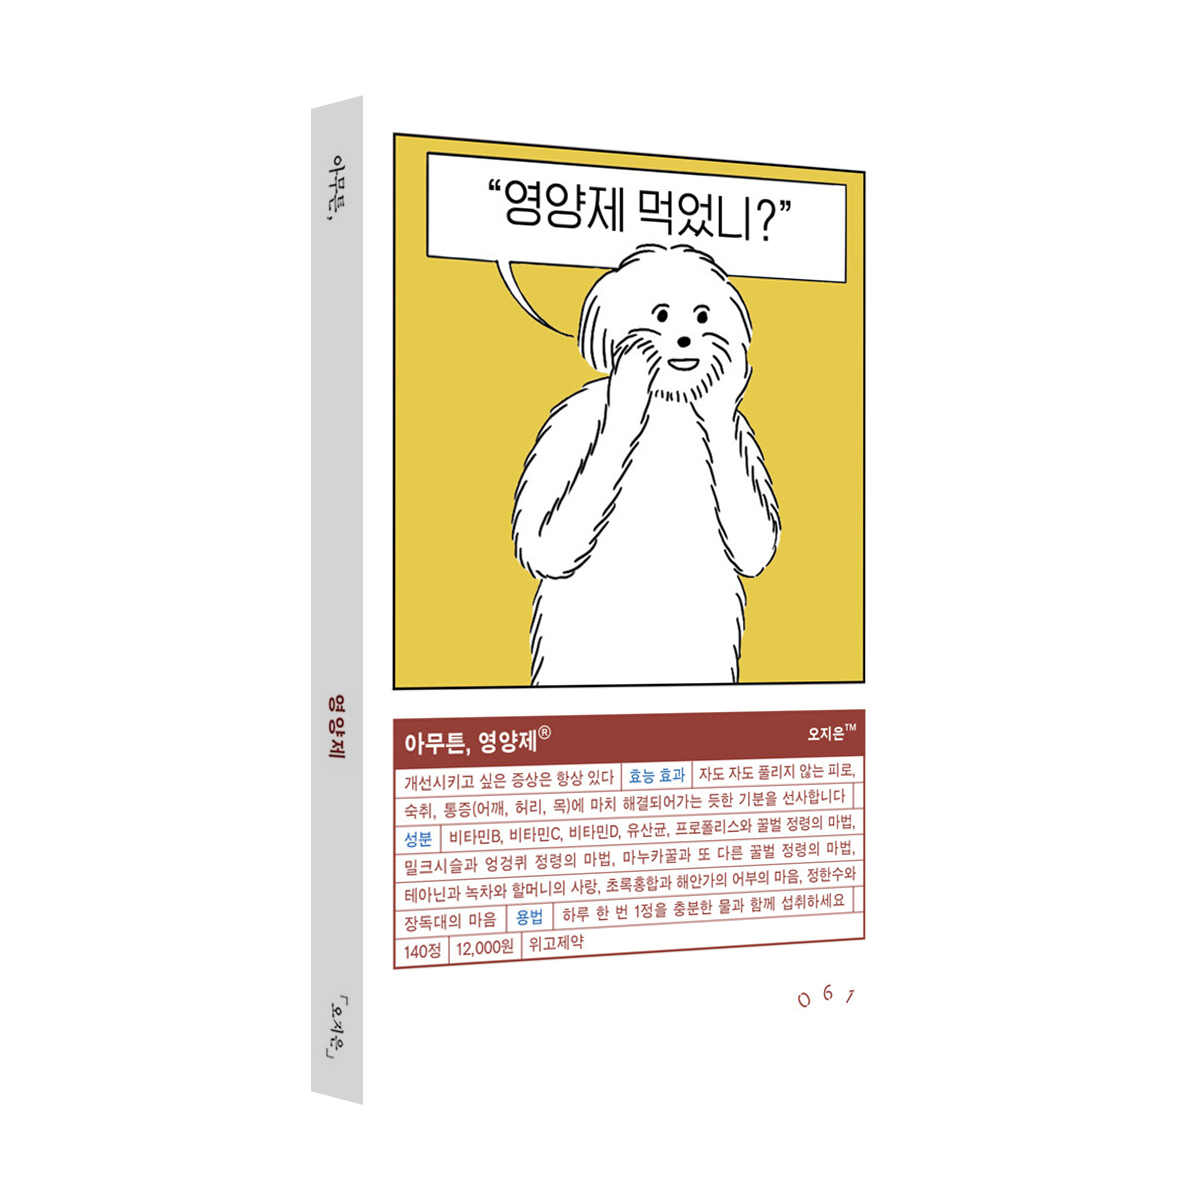 아무튼,
영양제
「오지은」
“영양제 먹었니?”
아무튼, 영양제® 오지은™
개선시키고 싶은 증상은 항상 있다 효능 효과 자도 자도 풀리지 않는 피로,
숙취, 통증(어깨, 허리, 목)에 마치 해결되어가는 듯한 기분을 선사합니다
성분 비타민B, 비타민C, 비타민D, 유산균, 프로폴리스와 꿀벌 정령의 마법,
밀크시슬과 엉겅퀴 정령의 마법, 마누카꿀과 또 다른 꿀벌 정령의 마법,
테아닌과 녹차와 할머니의 사랑, 초록홍합과 해안가의 어부의 마음, 정한수와
장독대의 마음 용법 하루 한 번 1정을 충분한 물과 함께 섭취하세요
140정 12,000원 위고제약
061